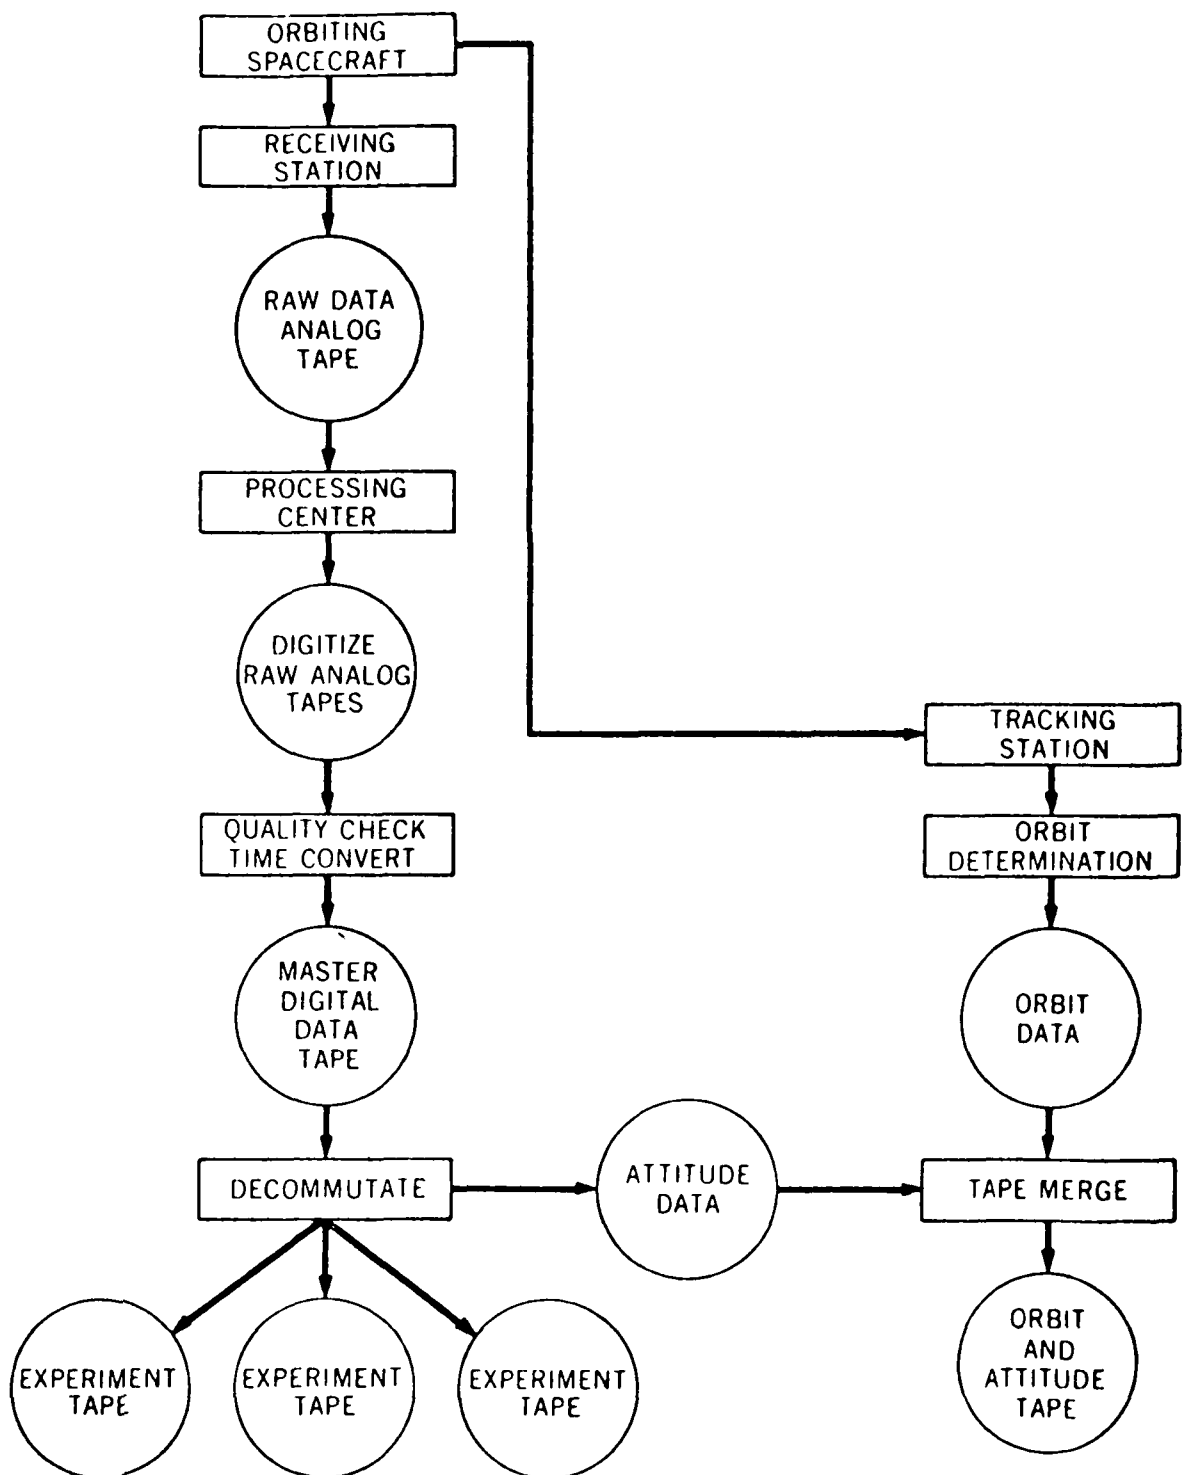 ORBITING
SPACECRAFT
RECEIVING
STATION
RAW DATA
ANALOG
TAPE
PROCESSING
CENTER
DIGITIZE
RAW ANALOG
TAPES
QUALITY CHECK
TIME CONVERT
MASTER
DIGITAL
DATA
TAPE
DECOMMUTATE
EXPERIMENT
TAPE
EXPERIMENT
TAPE
EXPERIMENT
TAPE
ATTITUDE
DATA
TRACKING
STATION
ORBIT
DETERMINATION
ORBIT
DATA
TAPE MERGE
ORBIT
AND
ATTITUDE
TAPE